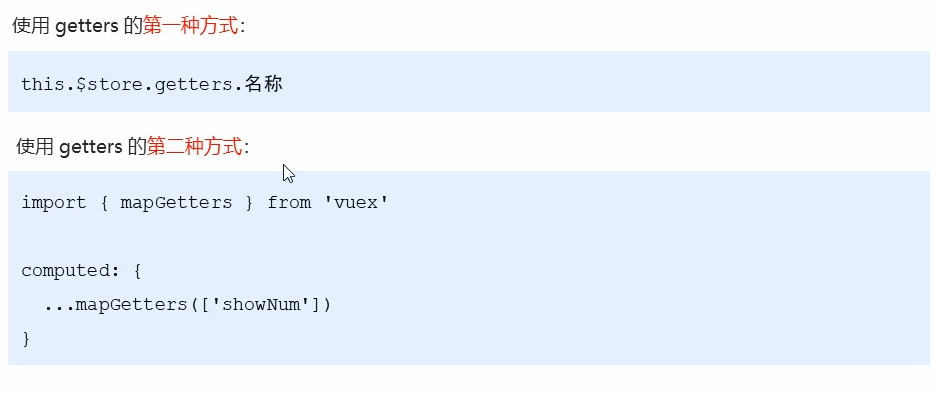 使用 getters 的第一种方式：
this.$store.getters.名称
使用 getters 的第二种方式：
import { mapGetters } from 'vuex'
computed: {
  ...mapGetters(['showNum'])
}